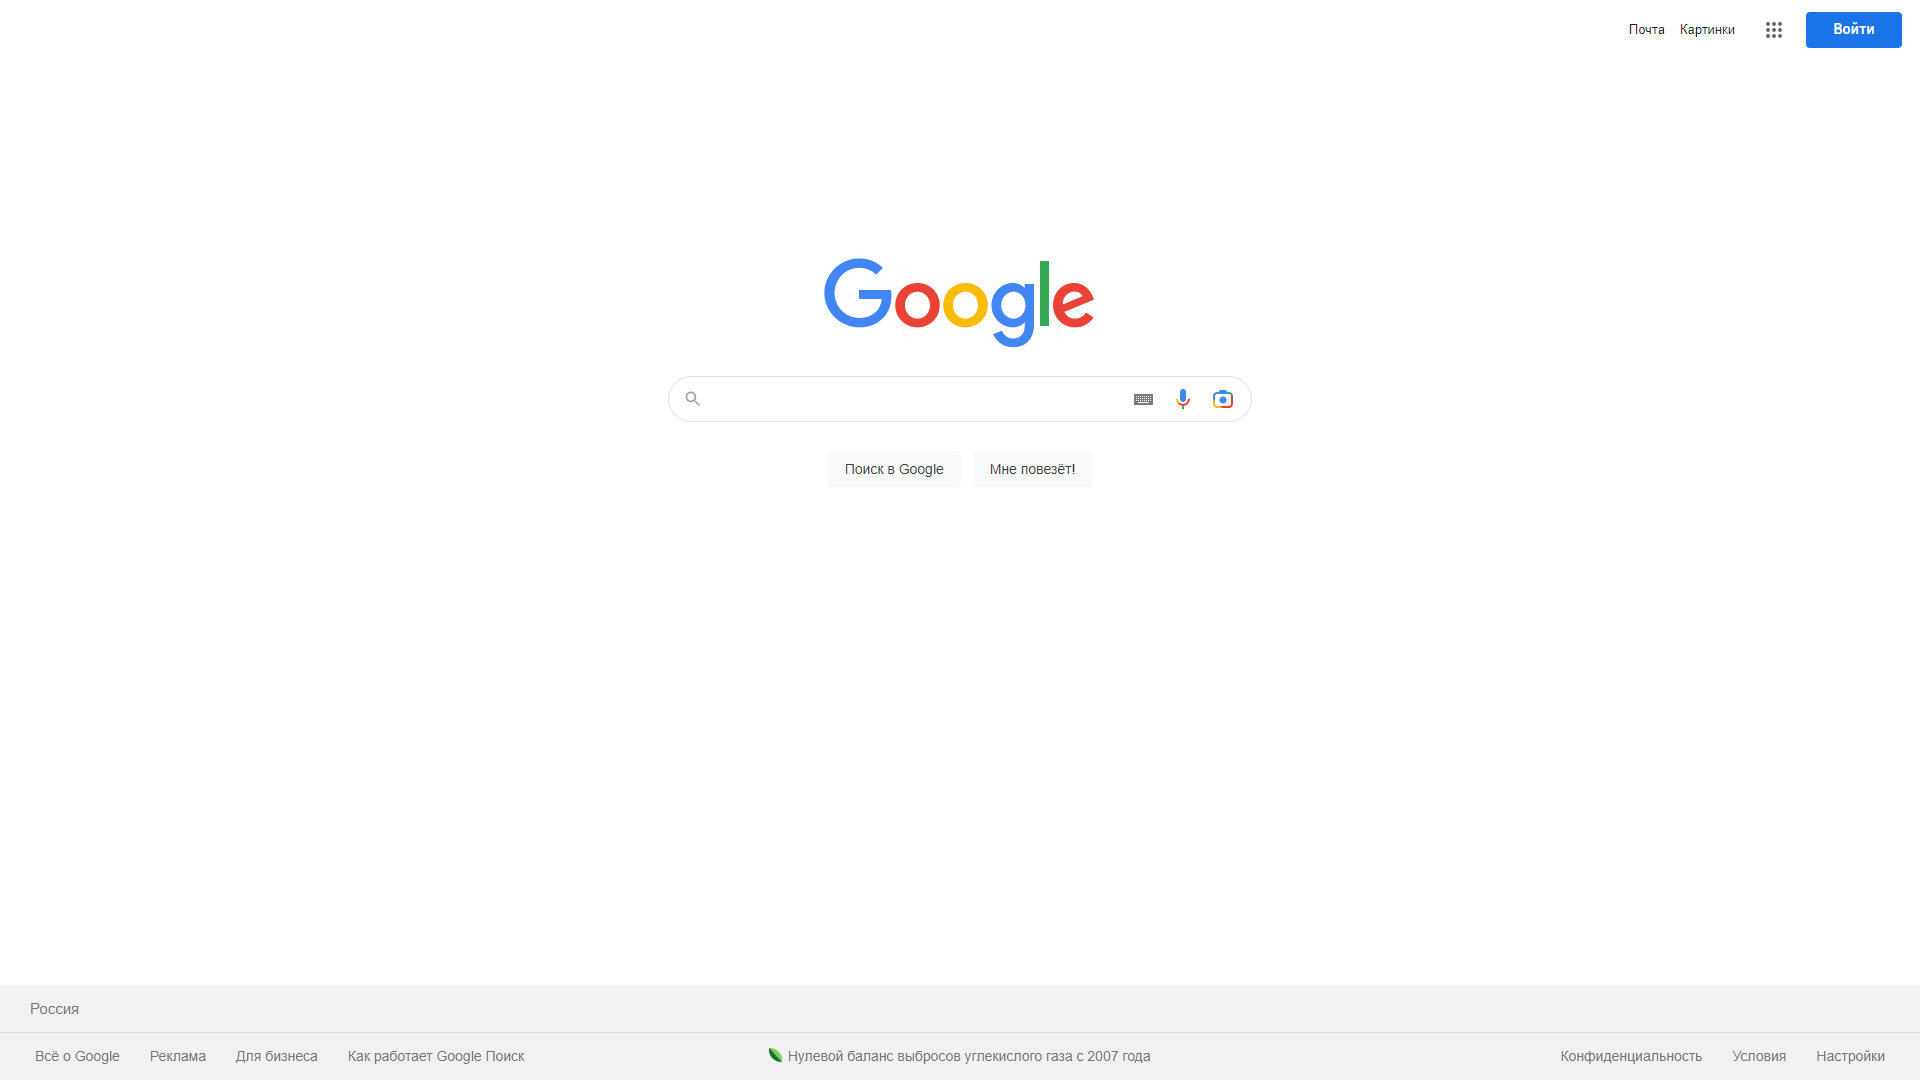 Почта Картинки Войти
Google
Поиск в Google Мне повезёт!
Россия
Всё о Google Реклама Для бизнеса Как работает Google Поиск Нулевой баланс выбросов углекислого газа с 2007 года Конфиденциальность Условия Настройки